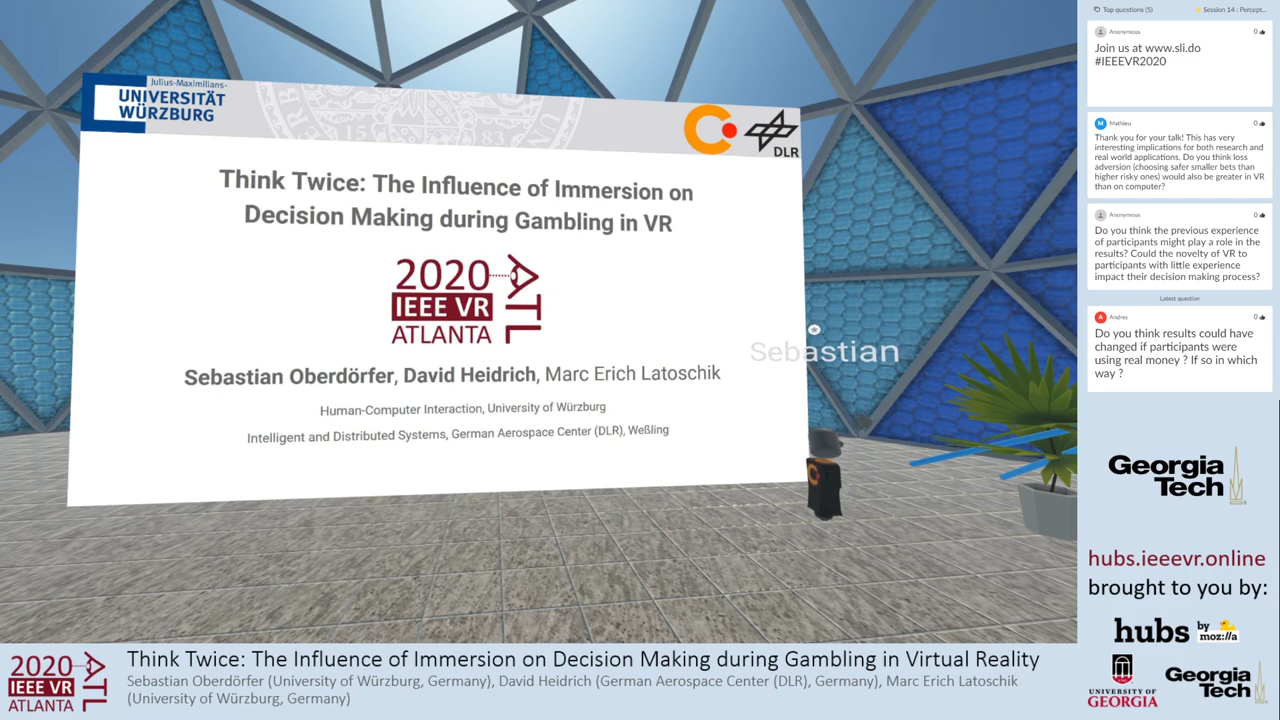 Julius-Maximilians-
UNIVERSITÄT
WÜRZBURG
DLR
Think Twice: The Influence of Immersion on
Decision Making during Gambling in VR
2020
IEEE VR
ATLANTA
ATL
Sebastian
Sebastian Oberdörfer, David Heidrich, Marc Erich Latoschik
Human-Computer Interaction, University of Würzburg
Intelligent and Distributed Systems, German Aerospace Center (DLR), Weßling
Top questions (5)
Session 14 : Percept...
Anonymous
0
Join us at www.sli.do
#IEEEVR2020
M
Mathieu
0
Thank you for your talk! This has very
interesting implications for both research and
real world applications. Do you think loss
adversion (choosing safer smaller bets than
higher risky ones) would also be greater in VR
than on computer?
Anonymous
0
Do you think the previous experience
of participants might play a role in the
results? Could the novelty of VR to
participants with little experience
impact their decision making process?
Latest question
A
Andres
0
Do you think results could have
changed if participants were
using real money ? If so in which
way ?
Georgia
Tech
hubs.ieeevr.online
brought to you by:
hubs by
moz://a
UNIVERSITY OF
GEORGIA
Georgia
Tech
2020
IEEE VR
ATLANTA
ATL
Think Twice: The Influence of Immersion on Decision Making during Gambling in Virtual Reality
Sebastian Oberdörfer (University of Würzburg, Germany), David Heidrich (German Aerospace Center (DLR), Germany), Marc Erich Latoschik
(University of Würzburg, Germany)